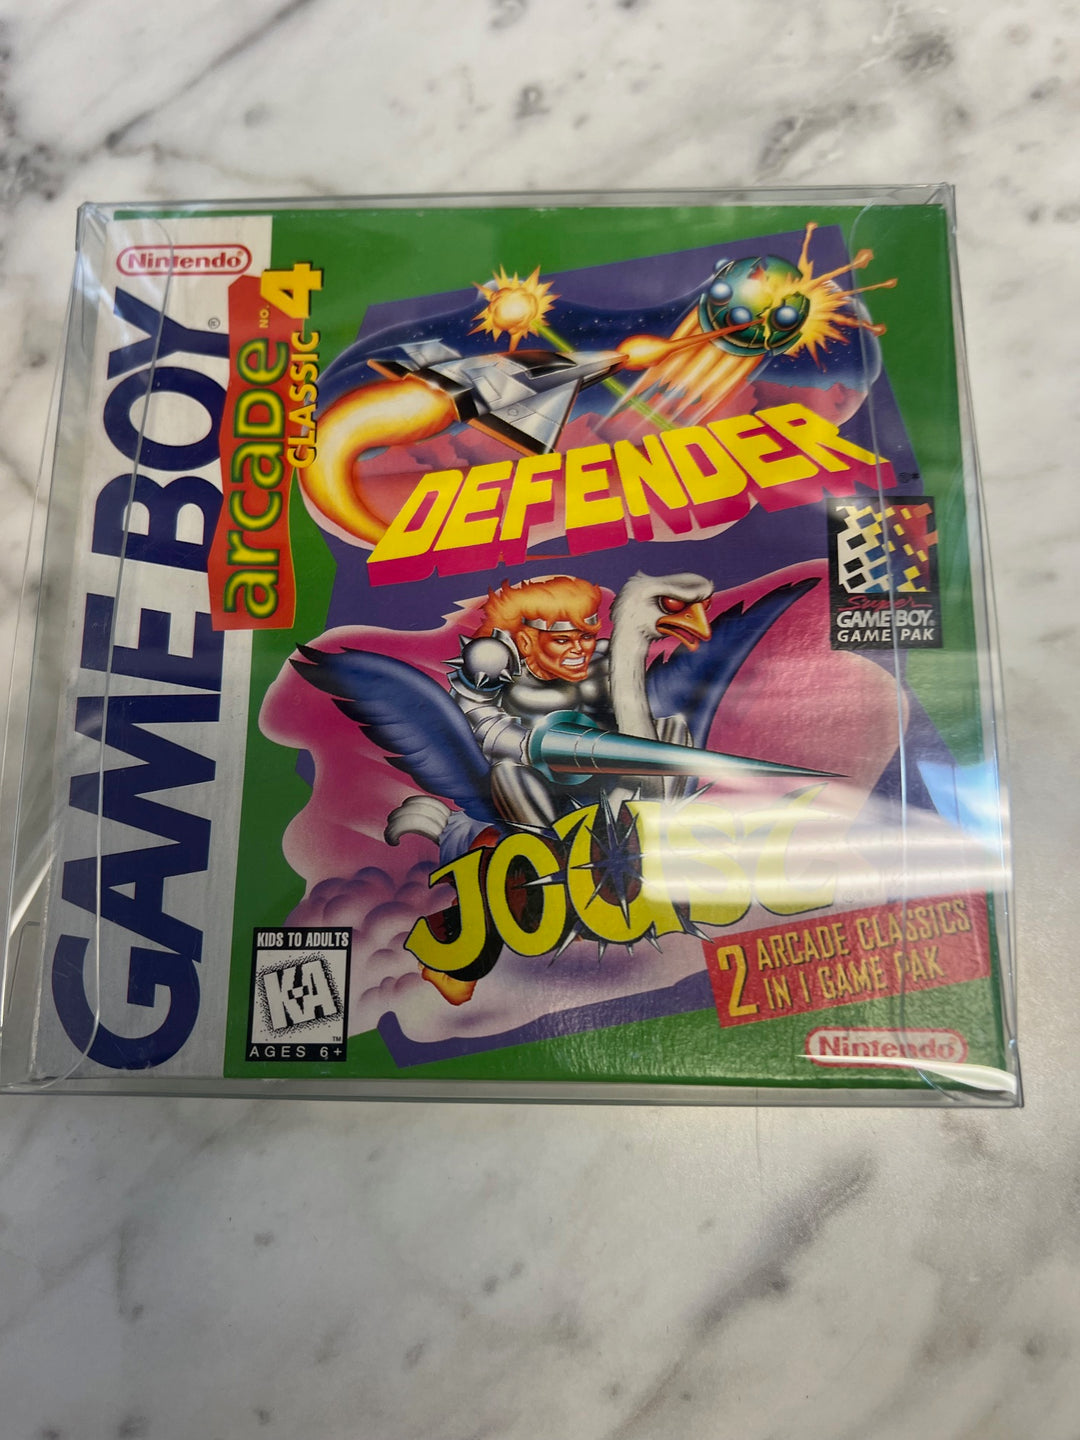 Nintendo®
GAME BOY®
arcade
CLASSIC NO. 4
DEFENDER
Super
GAME BOY®
GAME PAK
JOUST
2 ARCADE CLASSICS
IN 1 GAME PAK
KIDS TO ADULTS
K-A
™
AGES 6+
Nintendo®